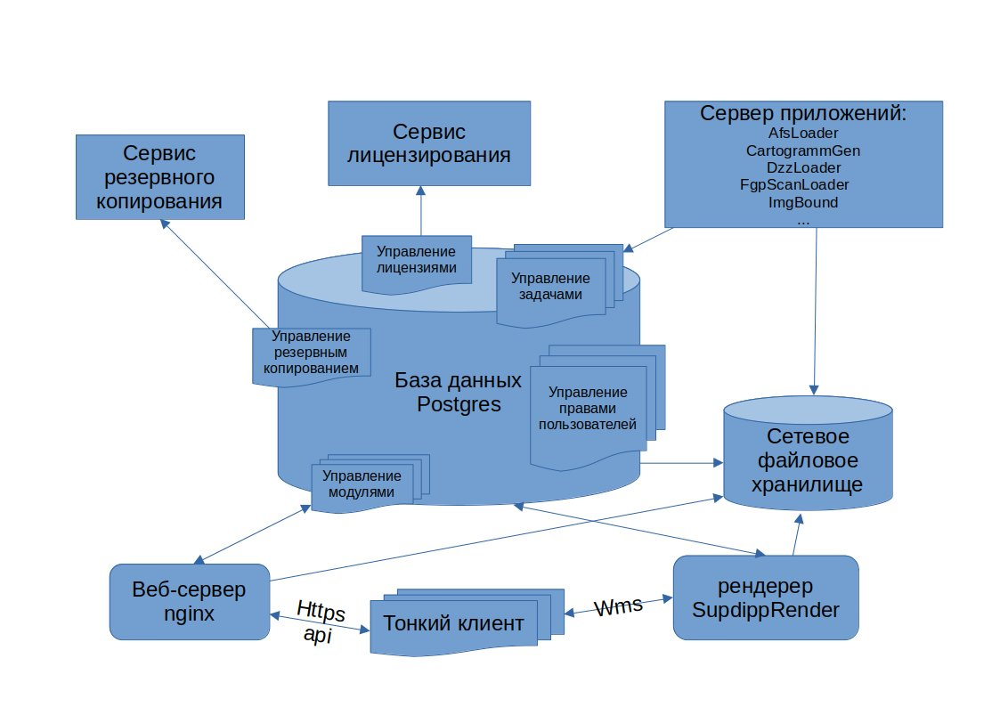 Сервис
резервного
копирования
Сервис
лицензирования
Сервер приложений:
AfsLoader
CartogrammGen
DzzLoader
FgpScanLoader
ImgBound
...
Управление
лицензиями
Управление
задачами
Управление
резервным
копированием
База данных
Postgres
Управление
правами
пользователей
Сетевое
файловое
хранилище
Управление
модулями
Веб-сервер
nginx
Https
api
Тонкий клиент
Wms
рендерер
SupdippRender